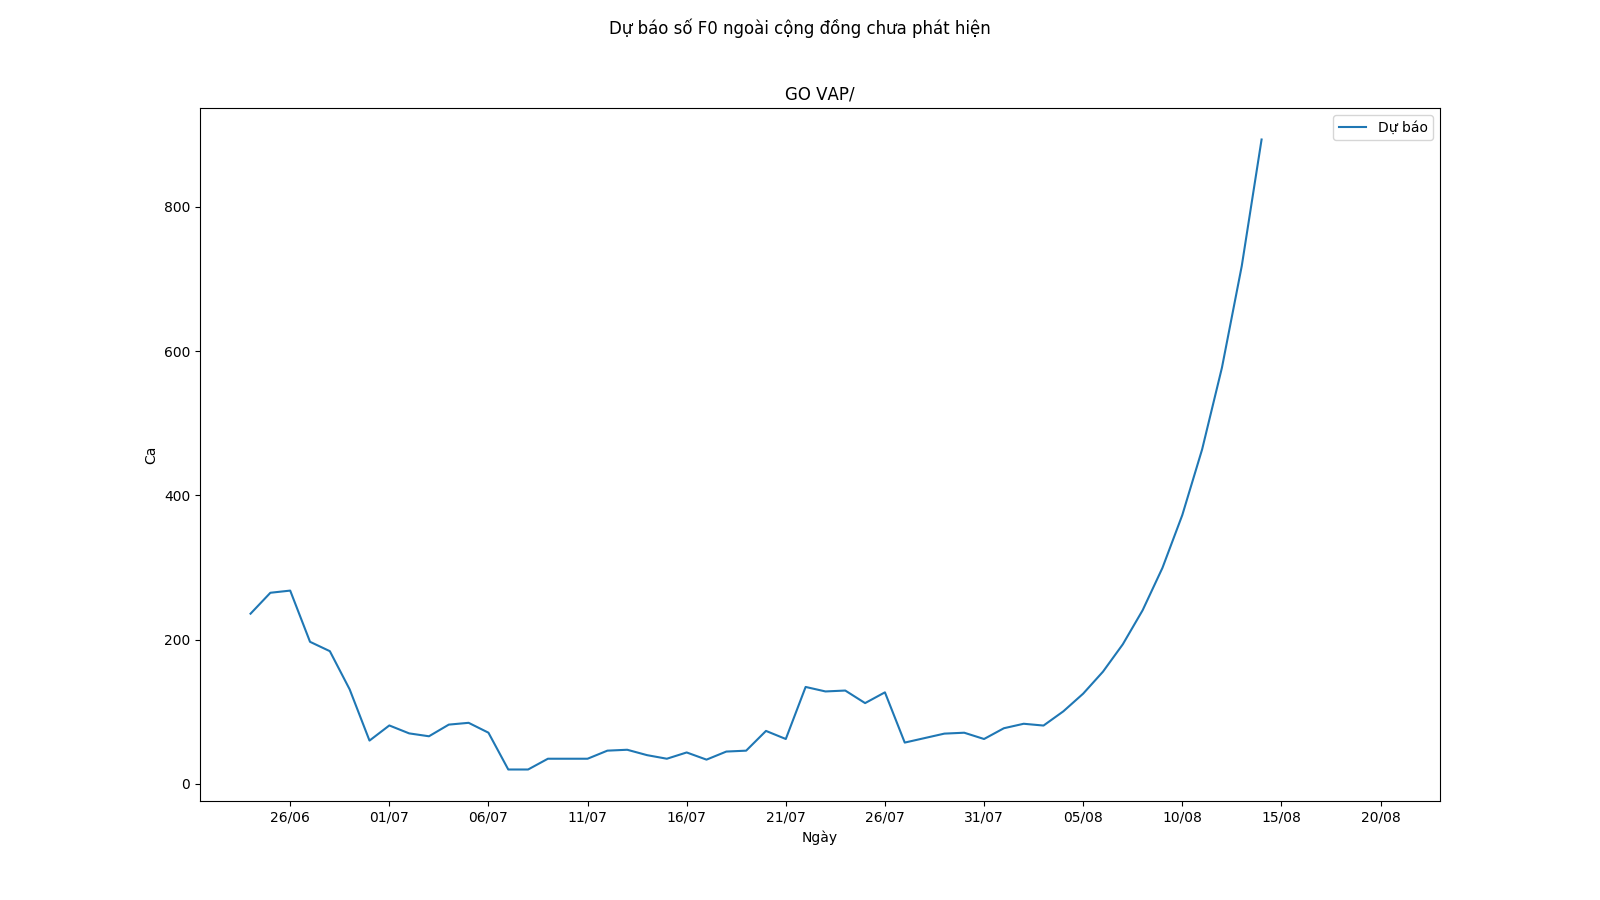 Dự báo số F0 ngoài cộng đồng chưa phát hiện
GO VAP/
Dự báo
800
600
400
200
0
Ca
26/06 01/07 06/07 11/07 16/07 21/07 26/07 31/07 05/08 10/08 15/08 20/08
Ngày